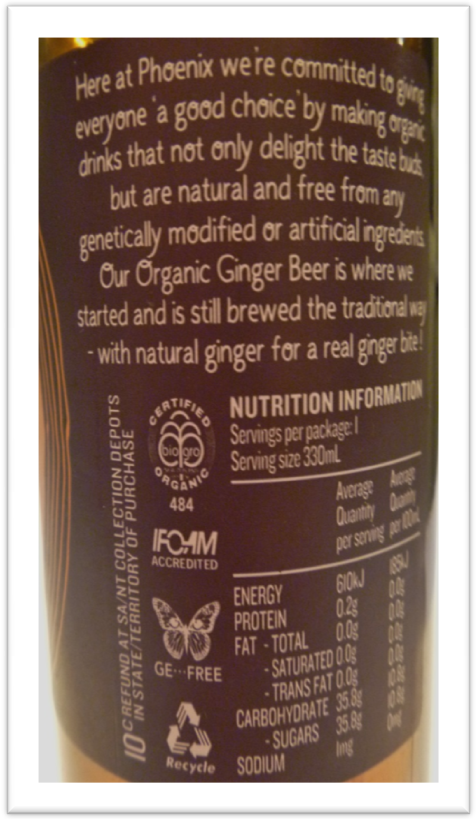 Here at Phoenix we're committed to giving
everyone 'a good choice' by making organic
drinks that not only delight the taste buds,
but are natural and free from any
genetically modified or artificial ingredients.
Our Organic Ginger Beer is where we
started and is still brewed the traditional way
- with natural ginger for a real ginger bite!
10c REFUND AT SA/NT COLLECTION DEPOTS
IN STATE/TERRITORY OF PURCHASE
CERTIFIED
biogro
ORGANIC
484
IFOAM
ACCREDITED
GE···FREE
Recycle
NUTRITION INFORMATION
Servings per package: 1
Serving size 330mL
Average Average
Quantity Quantity
per serving per 100mL
ENERGY 610kJ 185kJ
PROTEIN 0.2g 0.0g
FAT - TOTAL 0.0g 0.0g
- SATURATED 0.0g 0.0g
- TRANS FAT 0.0g 0.0g
CARBOHYDRATE 35.8g 10.8g
- SUGARS 35.8g 10.8g
SODIUM 1mg 0mg